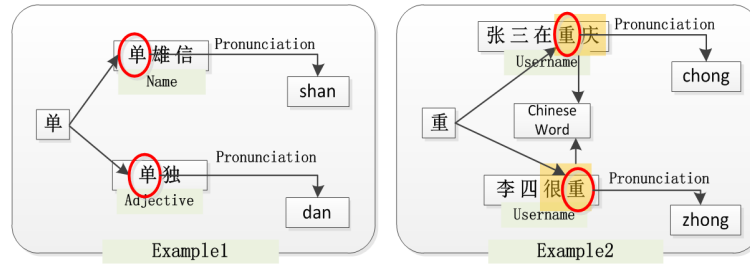 单雄信
Name
Pronunciation
shan
单
单独
Adjective
Pronunciation
dan
Example1
张三在重庆
Username
Pronunciation
chong
重
Chinese
Word
李四很重
Username
Pronunciation
zhong
Example2